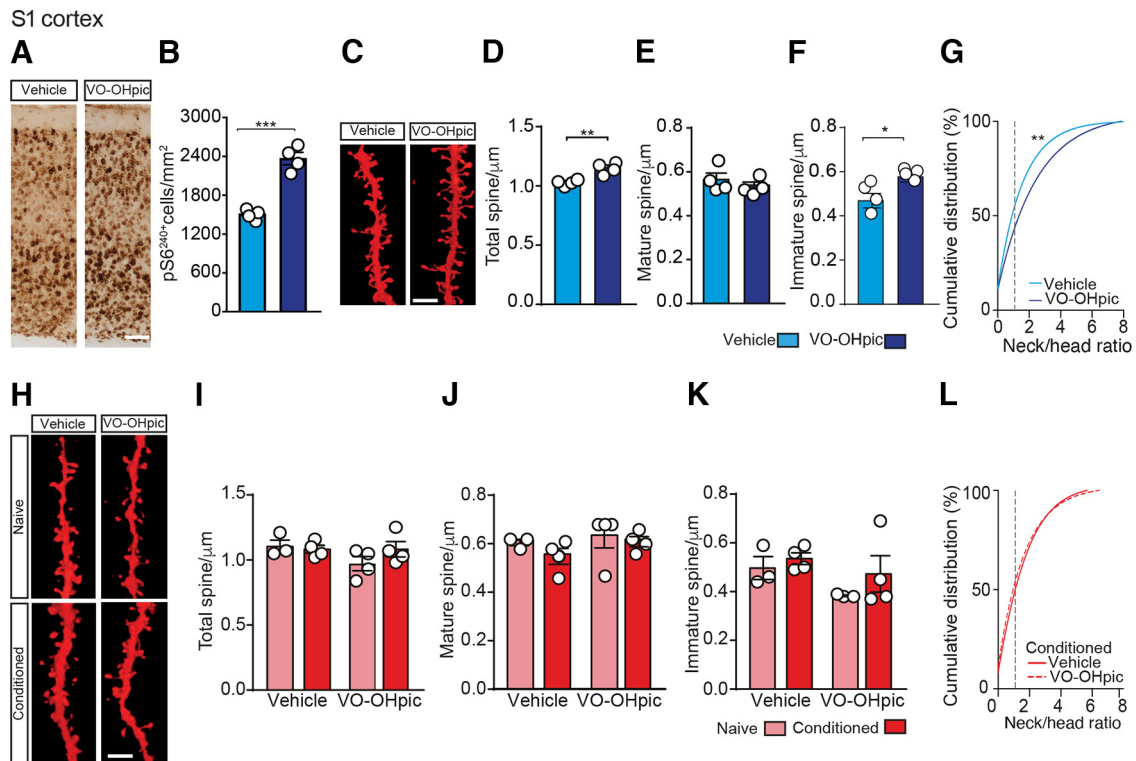 S1 cortex
A B C D E F G
Vehicle VO-OHpic
3000
2400
1800
1200
600
0
pS6240+cells/mm2
***
Vehicle VO-OHpic
1.5
1.0
0.5
0.0
Total spine/µm
**
0.8
0.6
0.4
0.2
0.0
Mature spine/µm
0.8
0.6
0.4
0.2
0.0
Immature spine/µm
*
Vehicle VO-OHpic
100
50
0
Cumulative distribution (%)
**
Vehicle
VO-OHpic
0 2 4 6 8
Neck/head ratio
H I J K L
Vehicle VO-OHpic
Naive
Conditioned
1.5
1.0
0.5
0.0
Total spine/µm
Vehicle VO-OHpic
0.8
0.6
0.4
0.2
0.0
Mature spine/µm
Vehicle VO-OHpic
0.8
0.6
0.4
0.2
0.0
Immature spine/µm
Vehicle VO-OHpic
Naive Conditioned
100
50
0
Cumulative distribution (%)
Conditioned
Vehicle
VO-OHpic
0 2 4 6 8
Neck/head ratio